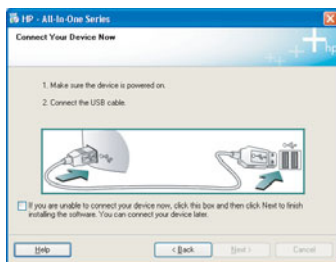 HP - All-In-One Series
Connect Your Device Now
hp
1. Make sure the device is powered on.
2. Connect the USB cable.
If you are unable to connect your device now, click this box and then click Next to finish
installing the software. You can connect your device later.
Help
< Back
Next >
Cancel